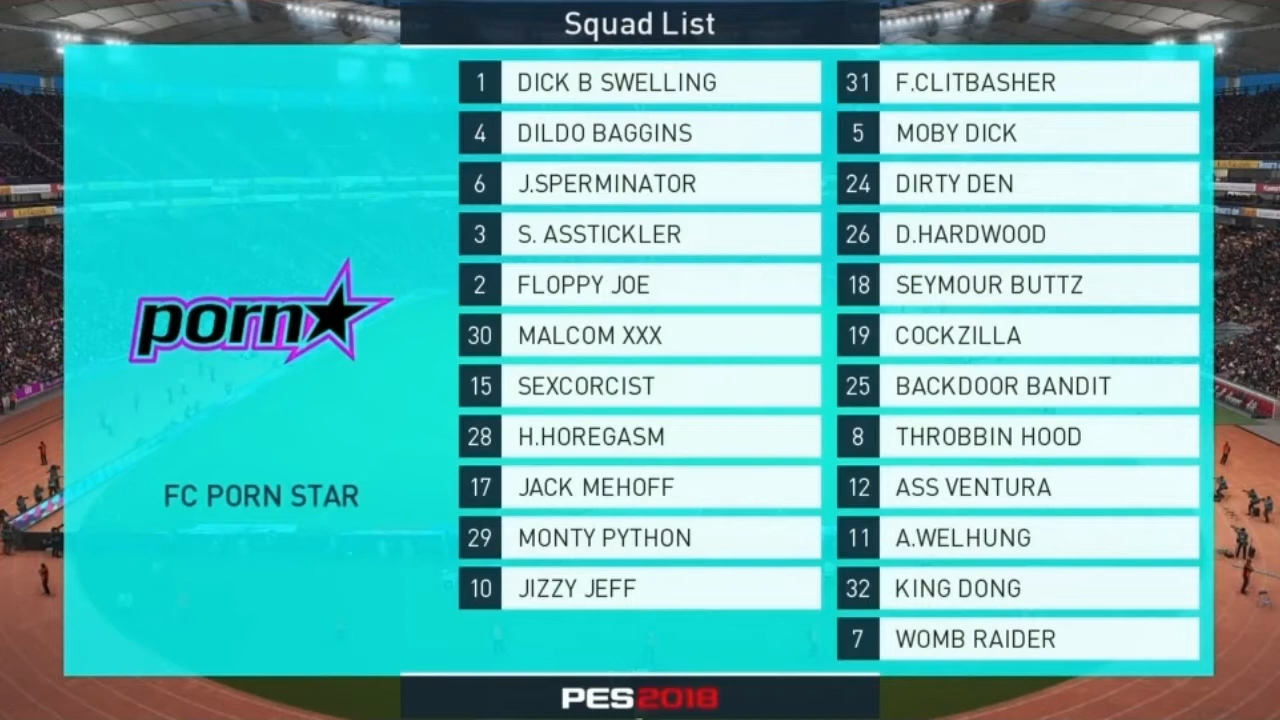 Squad List
porn
FC PORN STAR
1 DICK B SWELLING
4 DILDO BAGGINS
6 J.SPERMINATOR
3 S. ASSTICKLER
2 FLOPPY JOE
30 MALCOM XXX
15 SEXCORCIST
28 H.HOREGASM
17 JACK MEHOFF
29 MONTY PYTHON
10 JIZZY JEFF
31 F.CLITBASHER
5 MOBY DICK
24 DIRTY DEN
26 D.HARDWOOD
18 SEYMOUR BUTTZ
19 COCKZILLA
25 BACKDOOR BANDIT
8 THROBBIN HOOD
12 ASS VENTURA
11 A.WELHUNG
32 KING DONG
7 WOMB RAIDER
PES2018